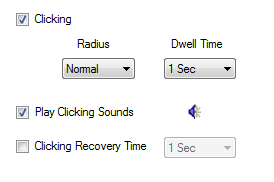 Clicking
Radius Dwell Time
Normal 1 Sec
Play Clicking Sounds
Clicking Recovery Time 1 Sec